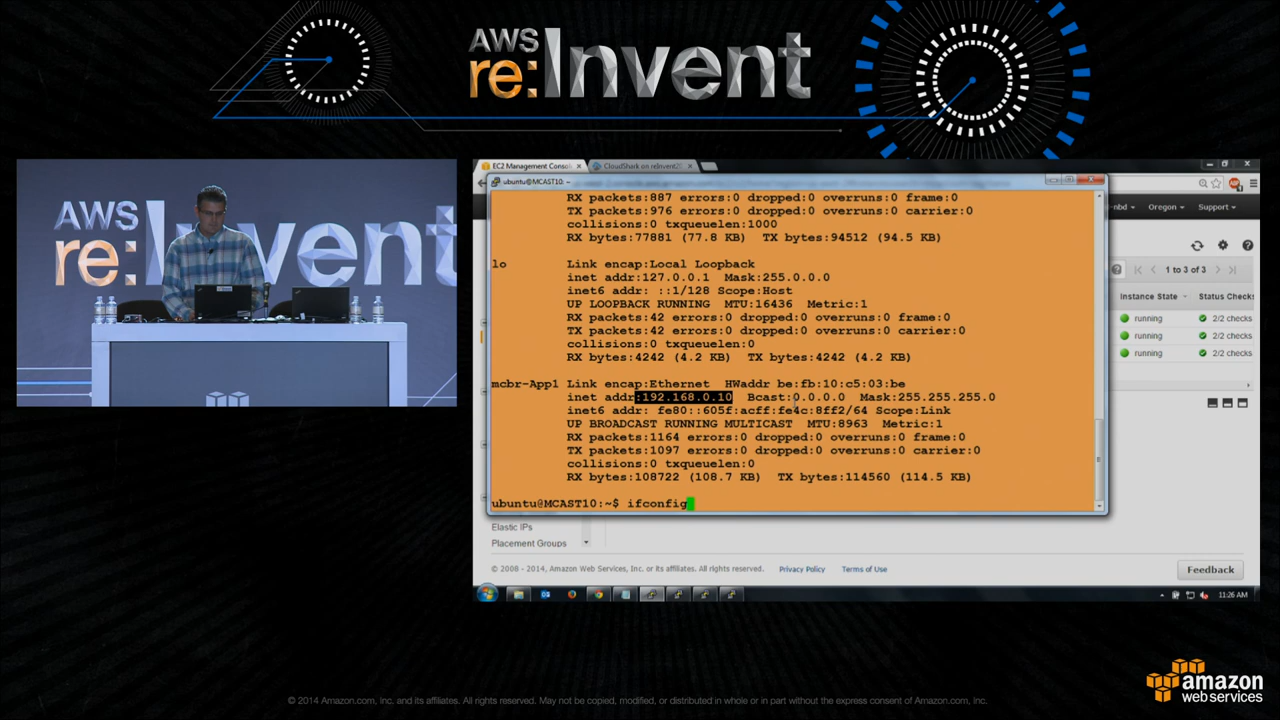 AWS
re:Invent
AWS
re:Invent
EC2 Management Conso
CloudShark on reInvent20
ubuntu@MCAST10: ~
RX packets:887 errors:0 dropped:0 overruns:0 frame:0
TX packets:976 errors:0 dropped:0 overruns:0 carrier:0
collisions:0 txqueuelen:1000
RX bytes:77881 (77.8 KB)  TX bytes:94512 (94.5 KB)
lo Link encap:Local Loopback
inet addr:127.0.0.1  Mask:255.0.0.0
inet6 addr: ::1/128 Scope:Host
UP LOOPBACK RUNNING  MTU:16436  Metric:1
RX packets:42 errors:0 dropped:0 overruns:0 frame:0
TX packets:42 errors:0 dropped:0 overruns:0 carrier:0
collisions:0 txqueuelen:0
RX bytes:4242 (4.2 KB)  TX bytes:4242 (4.2 KB)
mcbr-App1 Link encap:Ethernet  HWaddr be:fb:10:c5:03:be
inet addr:192.168.0.10  Bcast:0.0.0.0  Mask:255.255.255.0
inet6 addr: fe80::605f:acff:fe4c:8ff2/64 Scope:Link
UP BROADCAST RUNNING MULTICAST  MTU:8963  Metric:1
RX packets:1164 errors:0 dropped:0 overruns:0 frame:0
TX packets:1097 errors:0 dropped:0 overruns:0 carrier:0
collisions:0 txqueuelen:0
RX bytes:108722 (108.7 KB)  TX bytes:114560 (114.5 KB)
ubuntu@MCAST10:~$ ifconfig
-nbd Oregon Support
1 to 3 of 3
Instance State Status Checks
running 2/2 checks
running 2/2 checks
running 2/2 checks
Elastic IPs
Placement Groups
© 2008 - 2014, Amazon Web Services, Inc. or its affiliates. All rights reserved. Privacy Policy Terms of Use
Feedback
11:26 AM
amazon
web services
© 2014 Amazon.com, Inc. and its affiliates. All rights reserved. May not be copied, modified, or distributed in whole or in part without the express consent of Amazon.com, Inc.